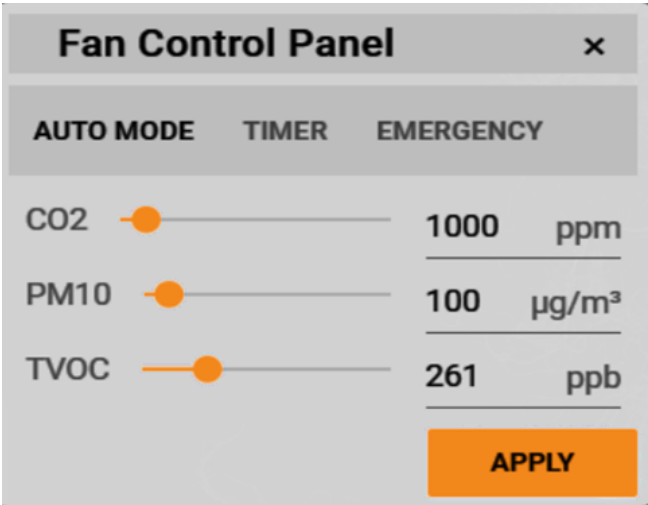 Fan Control Panel ×
AUTO MODE TIMER EMERGENCY
CO2 1000 ppm
PM10 100 µg/m³
TVOC 261 ppb
APPLY